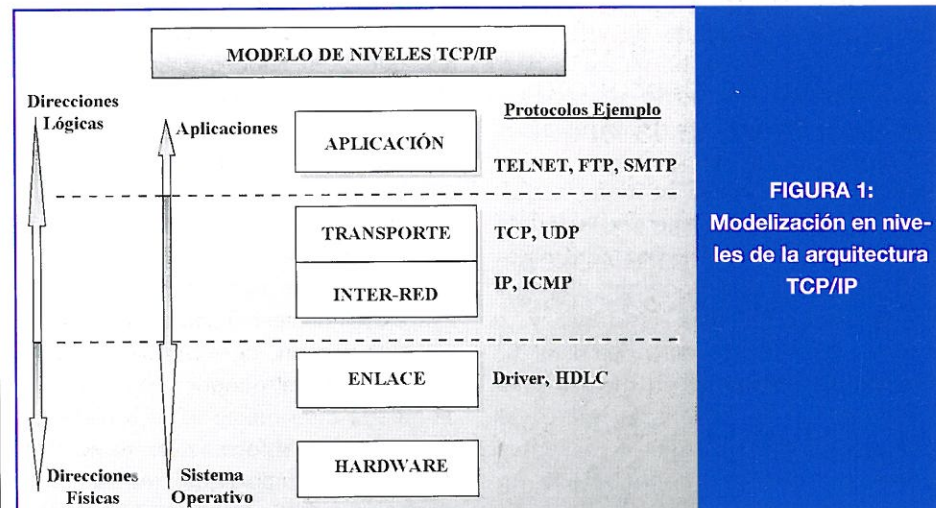 MODELO DE NIVELES TCP/IP
Direcciones
Lógicas
Aplicaciones
Protocolos Ejemplo
APLICACIÓN
TELNET, FTP, SMTP
TRANSPORTE
TCP, UDP
INTER-RED
IP, ICMP
ENLACE
Driver, HDLC
HARDWARE
Direcciones
Físicas
Sistema
Operativo
FIGURA 1:
Modelización en nive-
les de la arquitectura
TCP/IP